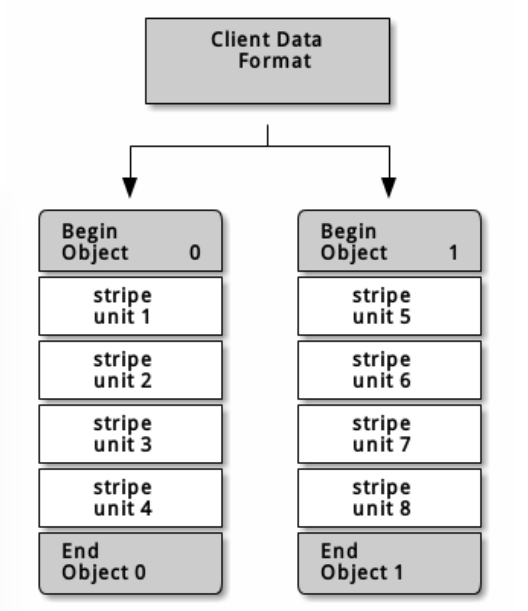 Client Data
Format
Begin
Object 0
stripe
unit 1
stripe
unit 2
stripe
unit 3
stripe
unit 4
End
Object 0
Begin
Object 1
stripe
unit 5
stripe
unit 6
stripe
unit 7
stripe
unit 8
End
Object 1